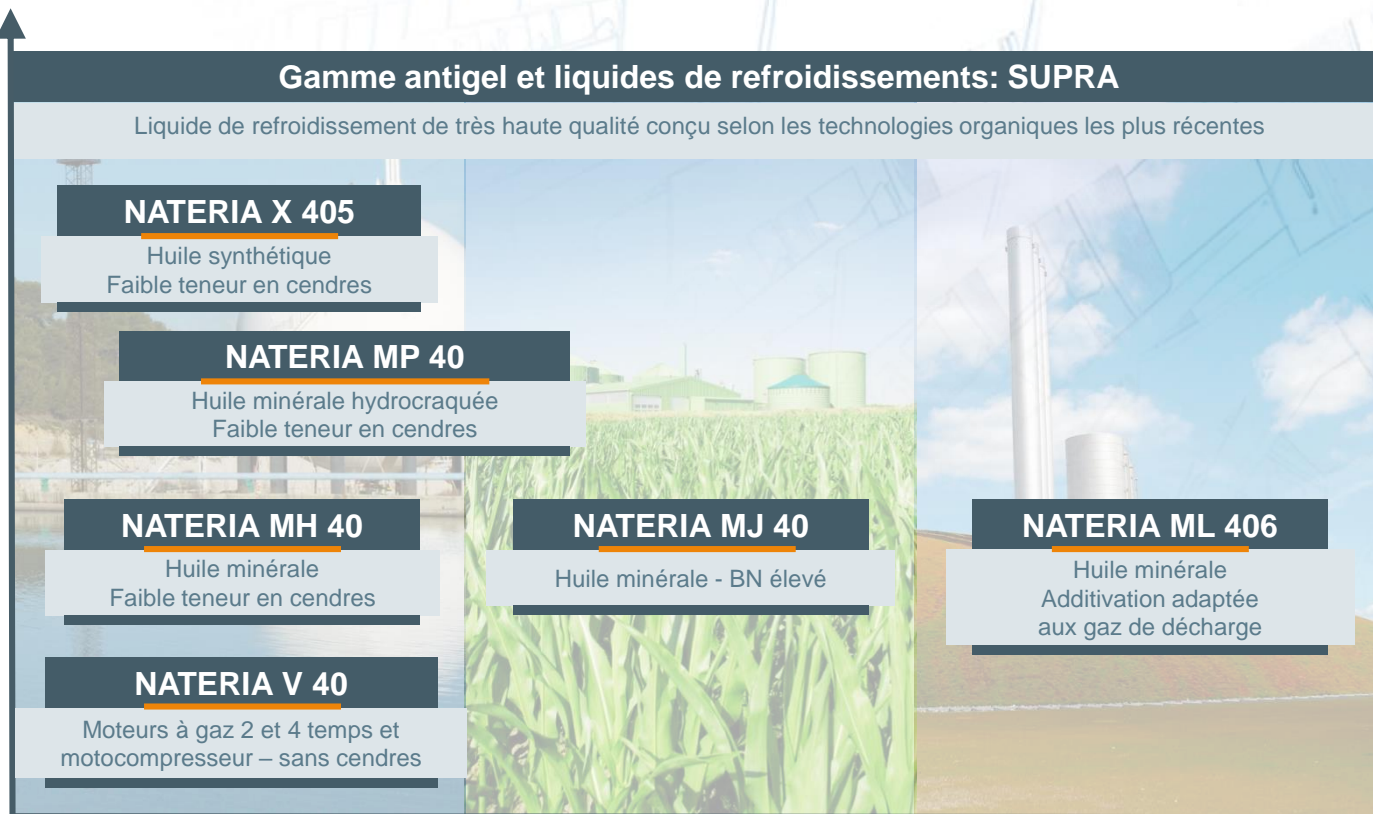 Gamme antigel et liquides de refroidissements: SUPRA
Liquide de refroidissement de très haute qualité conçu selon les technologies organiques les plus récentes
NATERIA X 405
Huile synthétique
Faible teneur en cendres
NATERIA MP 40
Huile minérale hydrocraquée
Faible teneur en cendres
NATERIA MH 40
Huile minérale
Faible teneur en cendres
NATERIA MJ 40
Huile minérale - BN élevé
NATERIA ML 406
Huile minérale
Additivation adaptée
aux gaz de décharge
NATERIA V 40
Moteurs à gaz 2 et 4 temps et
motocompresseur – sans cendres